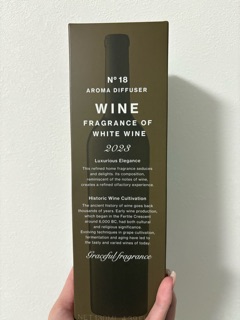 Nº 18
AROMA DIFFUSER
WINE
FRAGRANCE OF
WHITE WINE
2023
Luxurious Elegance
This refined home fragrance seduces
and delights. Its composition,
reminiscent of the notes of wine,
creates a refined olfactory experience.
Historic Wine Cultivation
The ancient history of wine goes back
thousands of years. Early wine production,
which began in the Fertile Crescent
around 6,000 BC, had both cultural
and religious significance.
Evolving techniques in grape cultivation,
fermentation and aging have led to
the tasty and varied wines of today.
Graceful fragrance